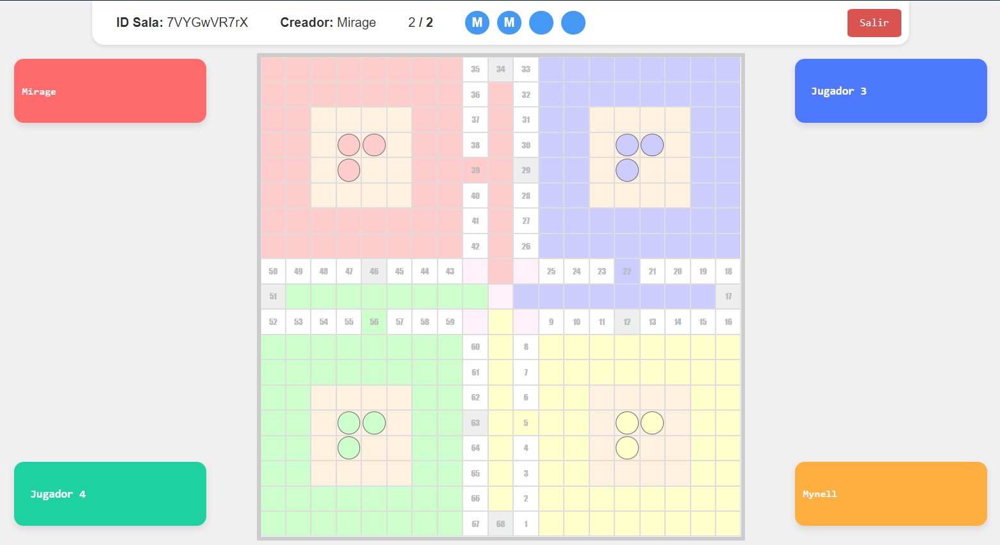 ID Sala: 7VYGwVR7rX Creador: Mirage 2 / 2 M M Salir
Mirage
Jugador 3
35 34 33
36 32
37 31
38 30
39 29
40 28
41 27
42 26
50 49 48 47 46 45 44 43 25 24 23 22 21 20 19 18
51 17
52 53 54 55 56 57 58 59 9 10 11 12 13 14 15 16
60 8
61 7
62 6
63 5
64 4
65 3
66 2
67 68 1
Jugador 4
Mynell